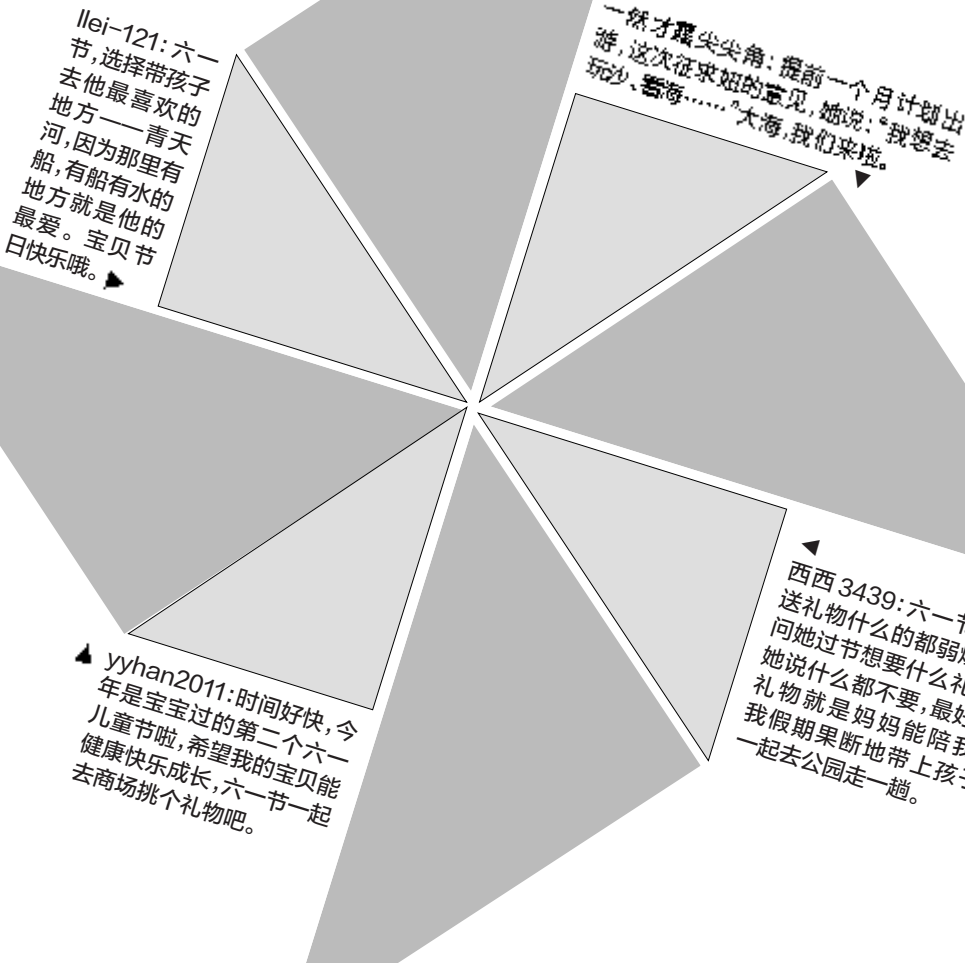 llei-121：六一
节，选择带孩子
去他最喜欢的
地方——青天
河，因为那里有
船，有船有水的
地方就是他的
最爱。宝贝节
日快乐哦。
一然才露尖尖角：提前一个月计划出
游，这次征求妞的意见，她说：“我想去
玩沙、看海……”大海，我们来啦。
西西3439：六一节
送礼物什么的都弱
问她过节想要什么礼
她说什么都不要，最好
礼物就是妈妈能陪我
我假期果断地带上孩子
一起去公园走一趟。
yyhan2011：时间好快，今
年是宝宝过的第二个六一
儿童节啦，希望我的宝贝能
健康快乐成长，六一节一起
去商场挑个礼物吧。